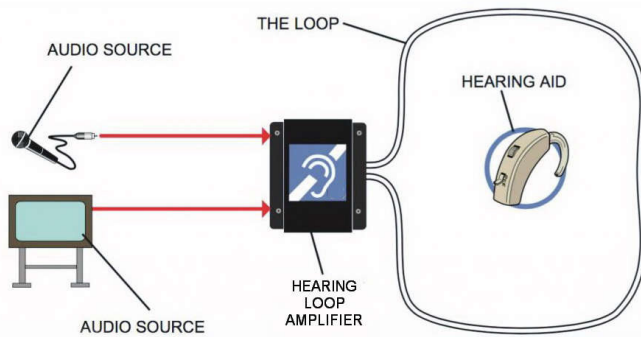 THE LOOP
AUDIO SOURCE
HEARING AID
HEARING
LOOP
AMPLIFIER
AUDIO SOURCE